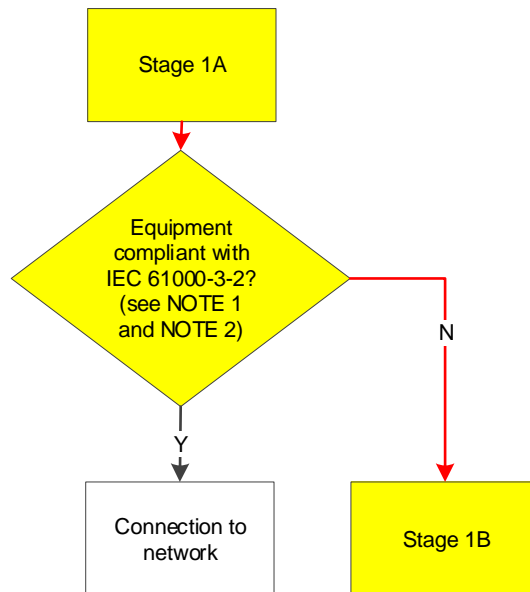 Stage 1A
Equipment
compliant with
IEC 61000-3-2?
(see NOTE 1
and NOTE 2)
N
Y
Connection to
network
Stage 1B